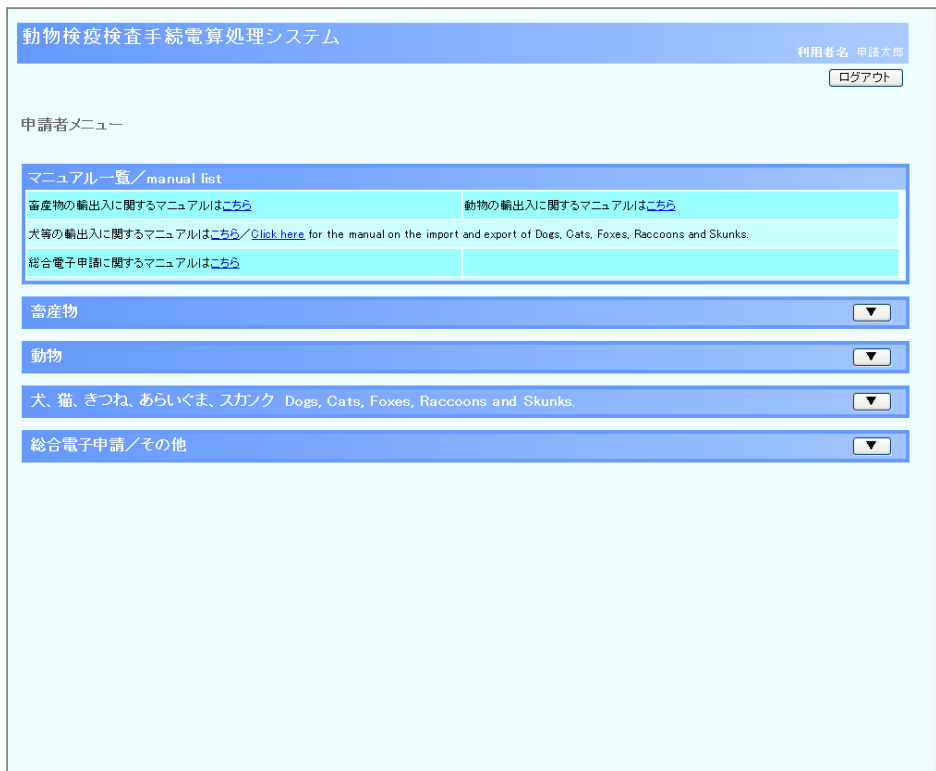 動物検疫検査手続電算処理システム
利用者名 申請太郎
ログアウト
申請者メニュー
マニュアル一覧／manual list
畜産物の輸出入に関するマニュアルはこちら
動物の輸出入に関するマニュアルはこちら
犬等の輸出入に関するマニュアルはこちら／Click here for the manual on the import and export of Dogs, Cats, Foxes, Raccoons and Skunks.
総合電子申請に関するマニュアルはこちら
畜産物 ▼
動物 ▼
犬、猫、きつね、あらいぐま、スカンク Dogs, Cats, Foxes, Raccoons and Skunks. ▼
総合電子申請／その他 ▼